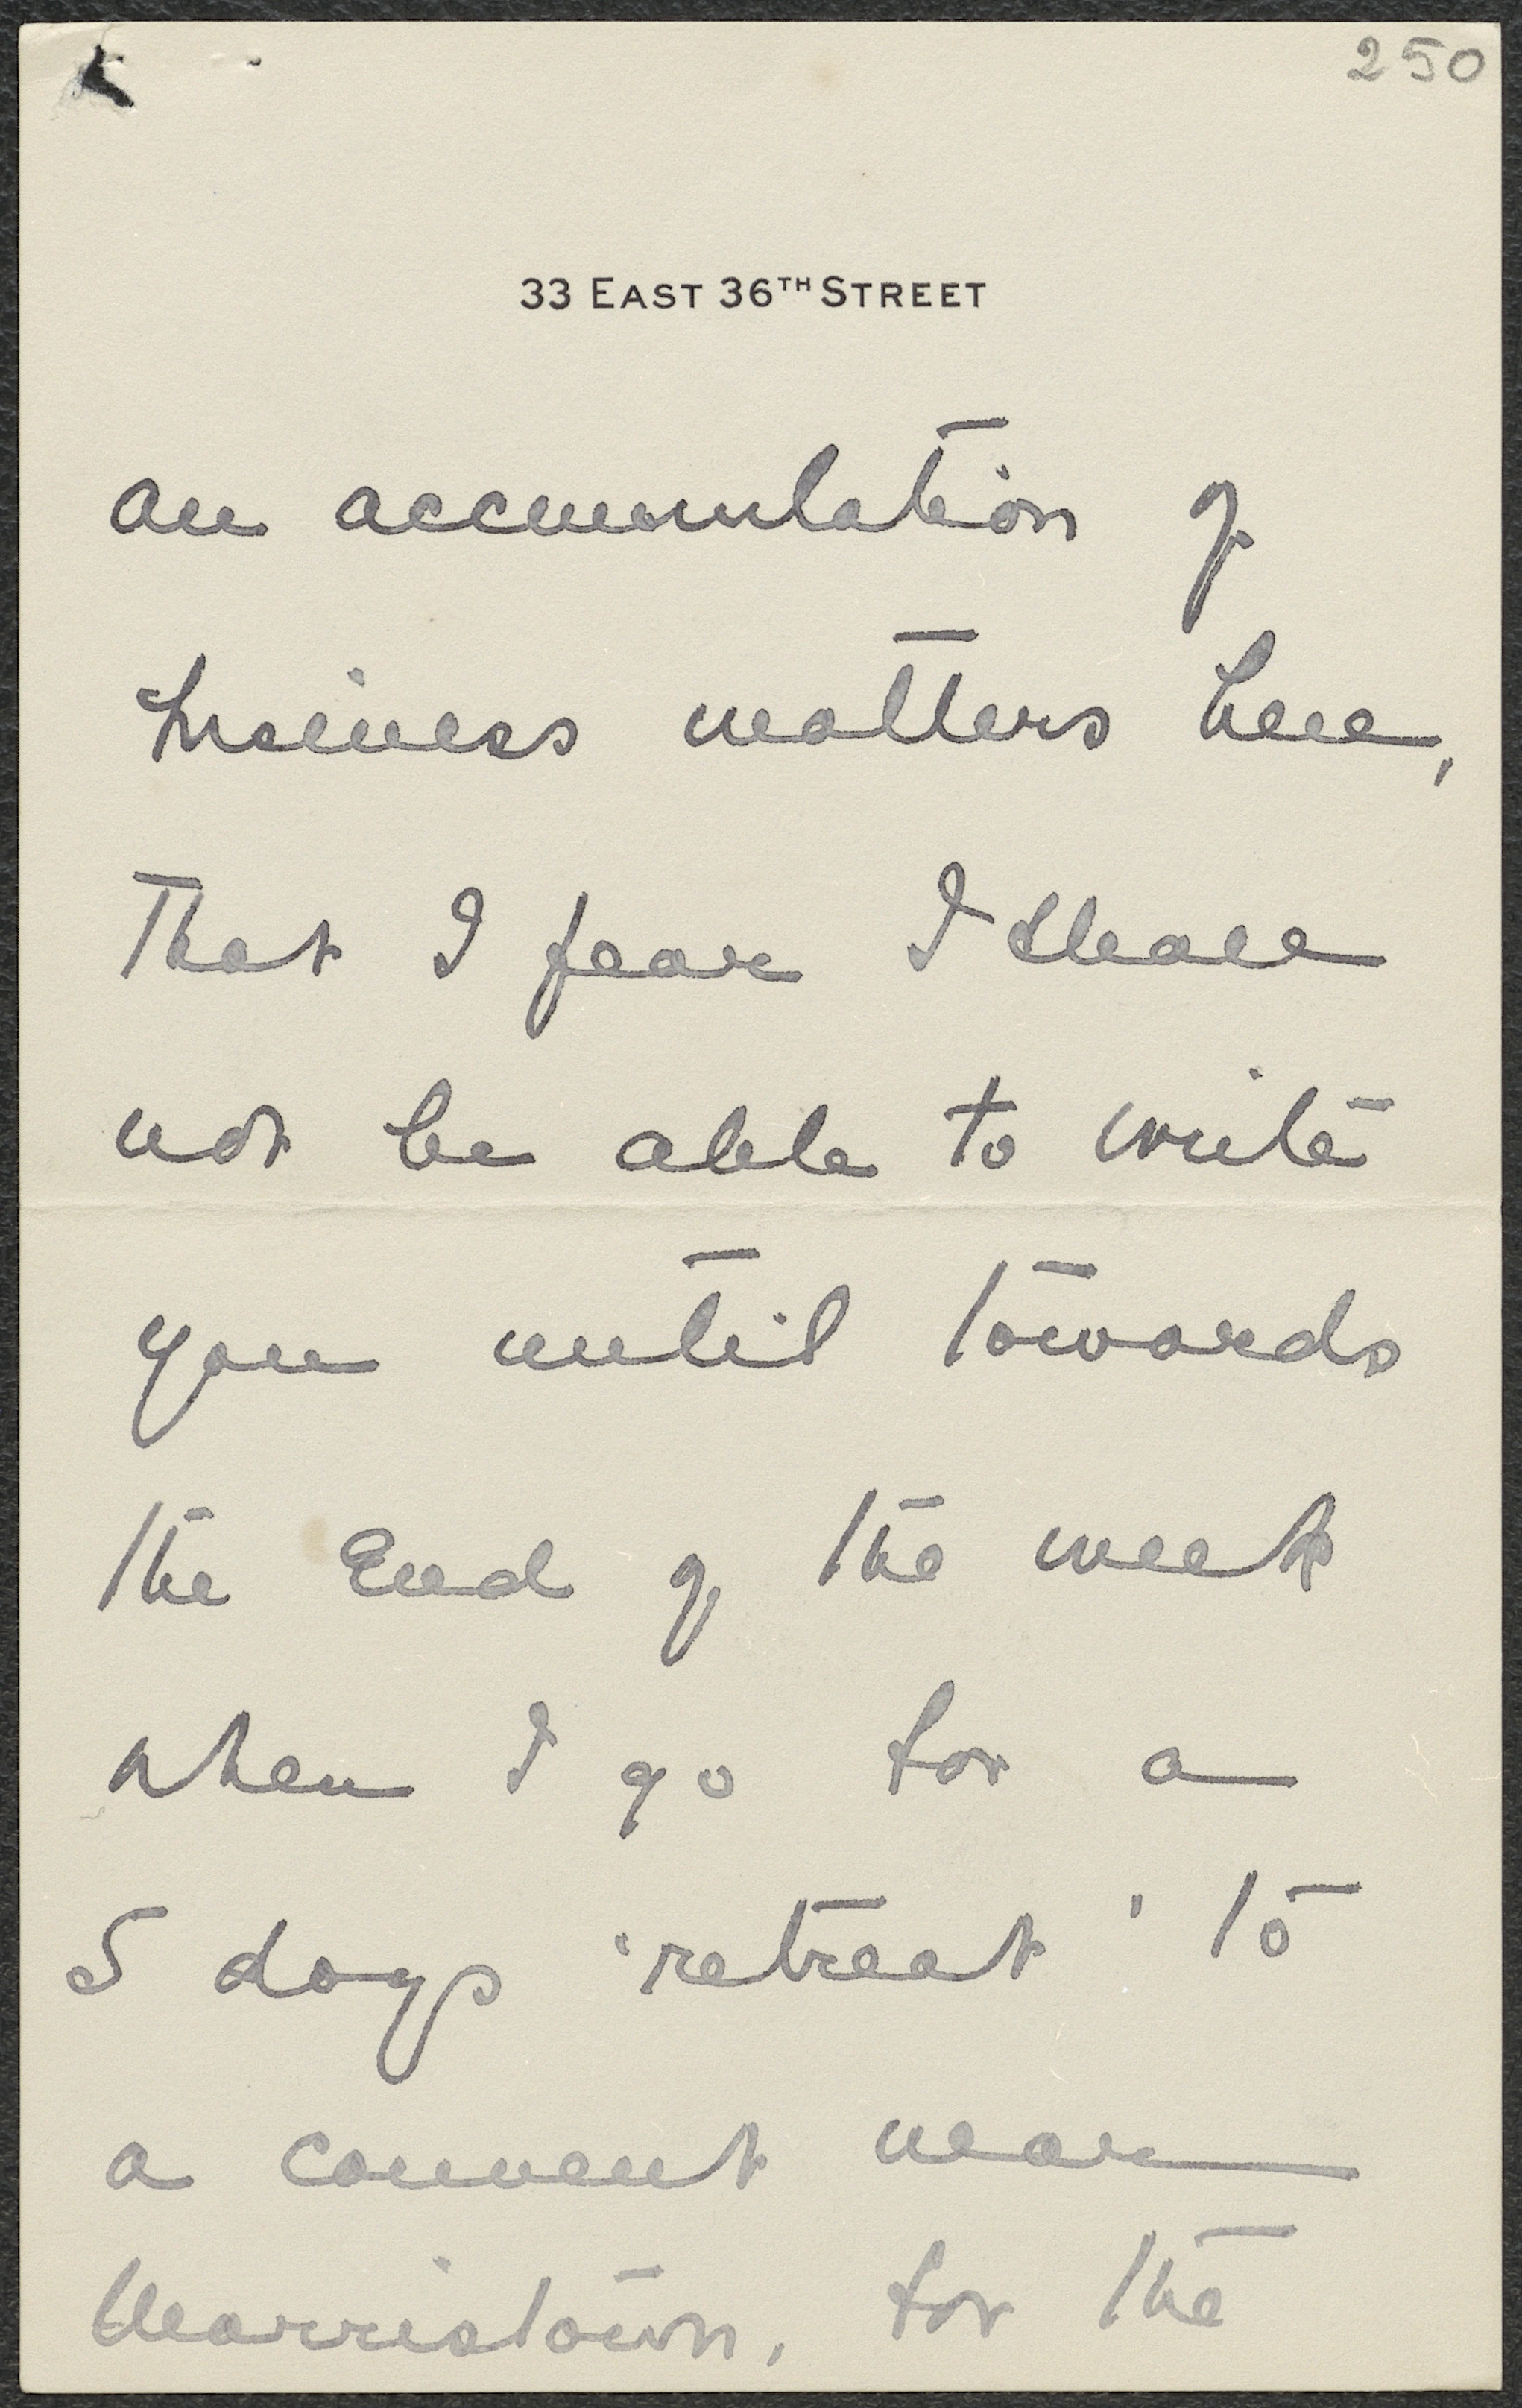 250
33 EAST 36TH STREET
an accumulation of
business matters here,
that I fear I shall
not be able to write
you until towards
the end of the week
when I go for a
5 days 'retreat' to
a convent near
Morristown, for the